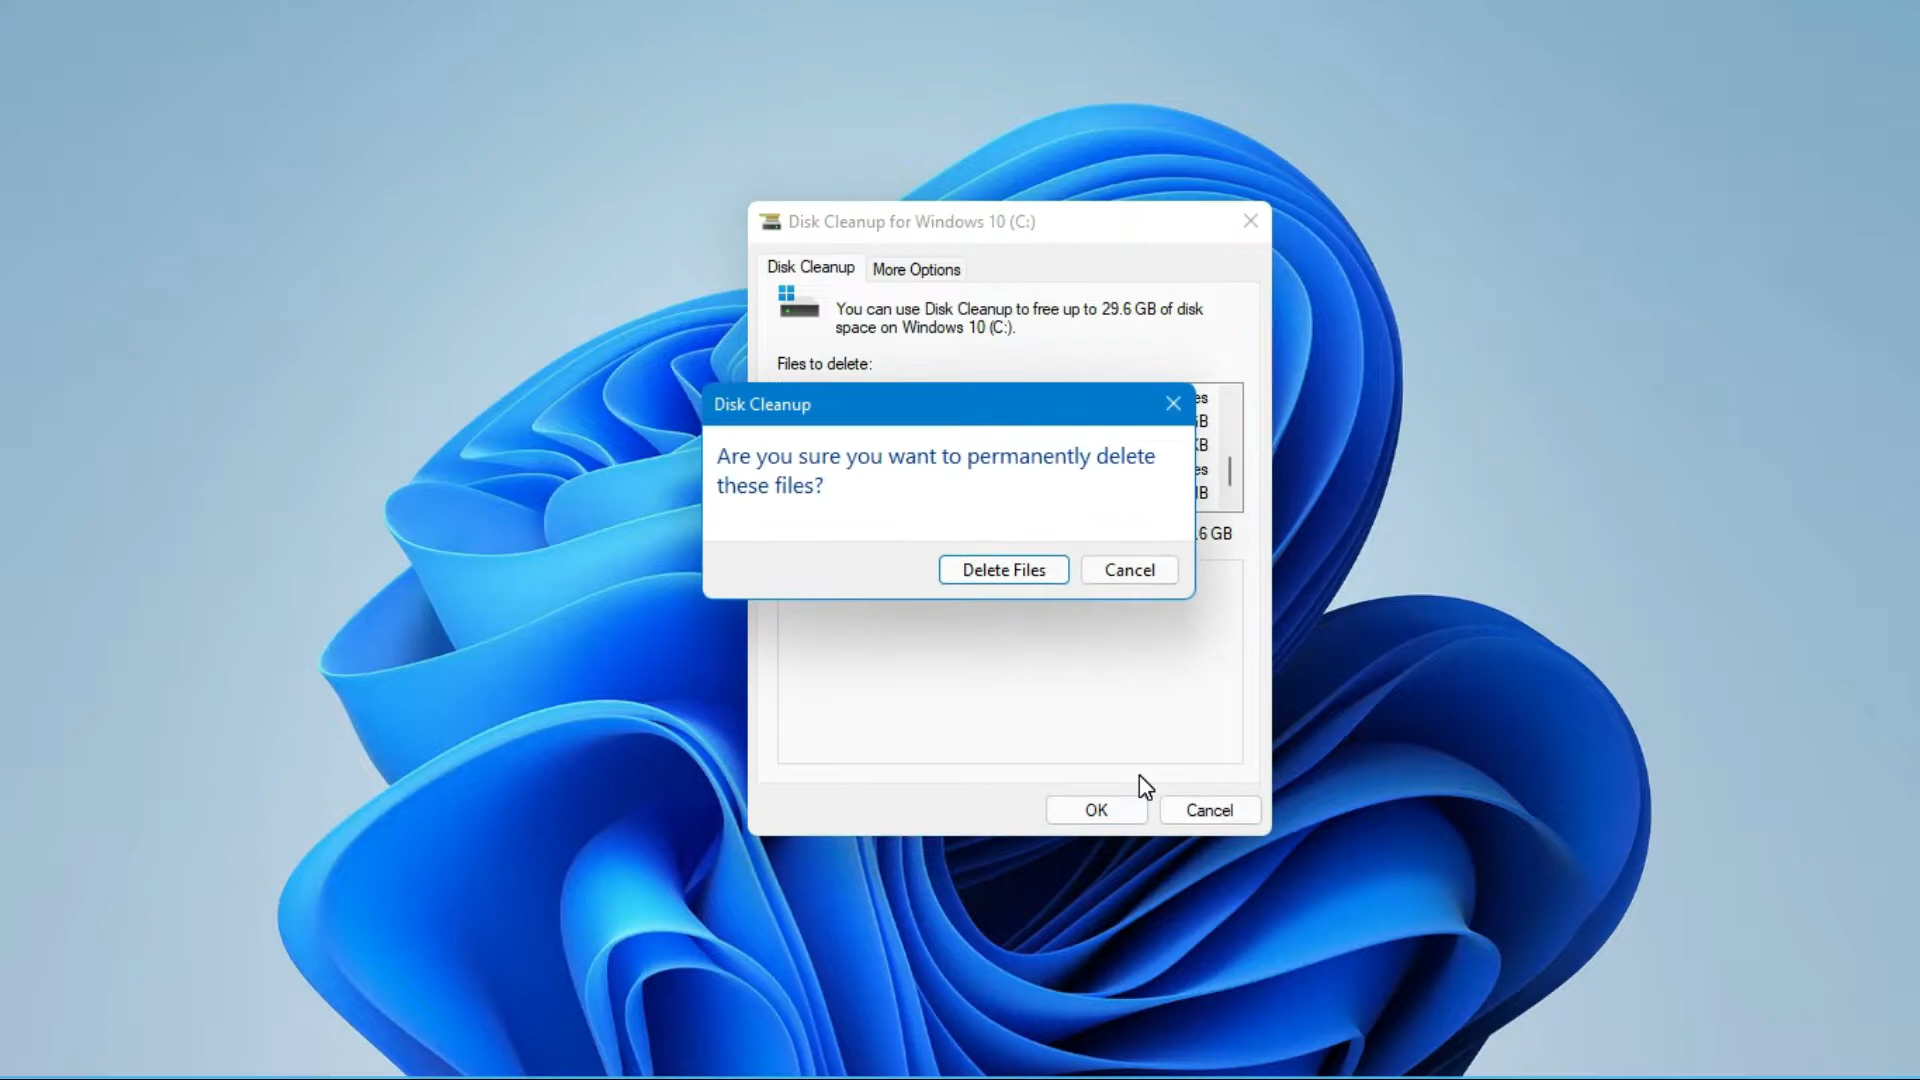 Disk Cleanup for Windows 10 (C:)
Disk Cleanup
More Options
You can use Disk Cleanup to free up to 29.6 GB of disk
space on Windows 10 (C:).
Files to delete:
Disk Cleanup
Are you sure you want to permanently delete
these files?
Delete Files
Cancel
.6 GB
OK
Cancel